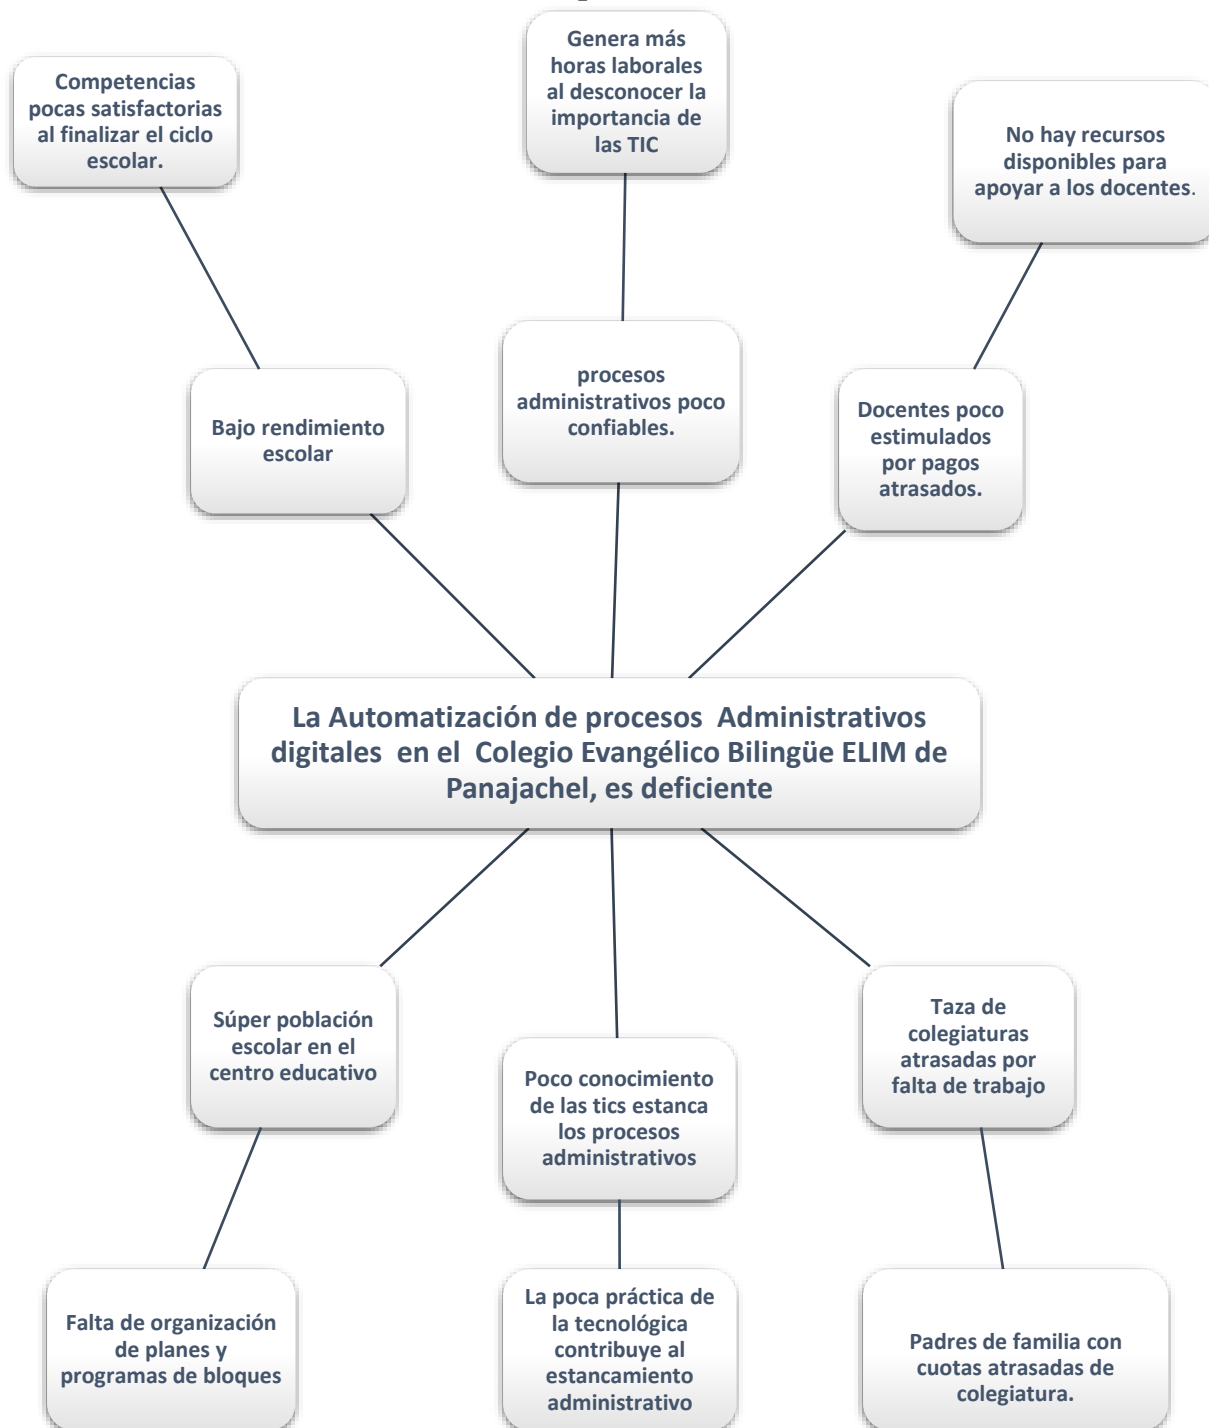 Genera más
horas laborales
al desconocer la
importancia de
las TIC
Competencias
pocas satisfactorias
al finalizar el ciclo
escolar.
No hay recursos
disponibles para
apoyar a los docentes.
procesos
administrativos poco
confiables.
Bajo rendimiento
escolar
Docentes poco
estimulados
por pagos
atrasados.
La Automatización de procesos  Administrativos
digitales  en el  Colegio Evangélico Bilingüe ELIM de
Panajachel, es deficiente
Súper población
escolar en el
centro educativo
Poco conocimiento
de las tics estanca
los procesos
administrativos
Taza de
colegiaturas
atrasadas por
falta de trabajo
Falta de organización
de planes y
programas de bloques
La poca práctica de
la tecnológica
contribuye al
estancamiento
administrativo
Padres de familia con
cuotas atrasadas de
colegiatura.